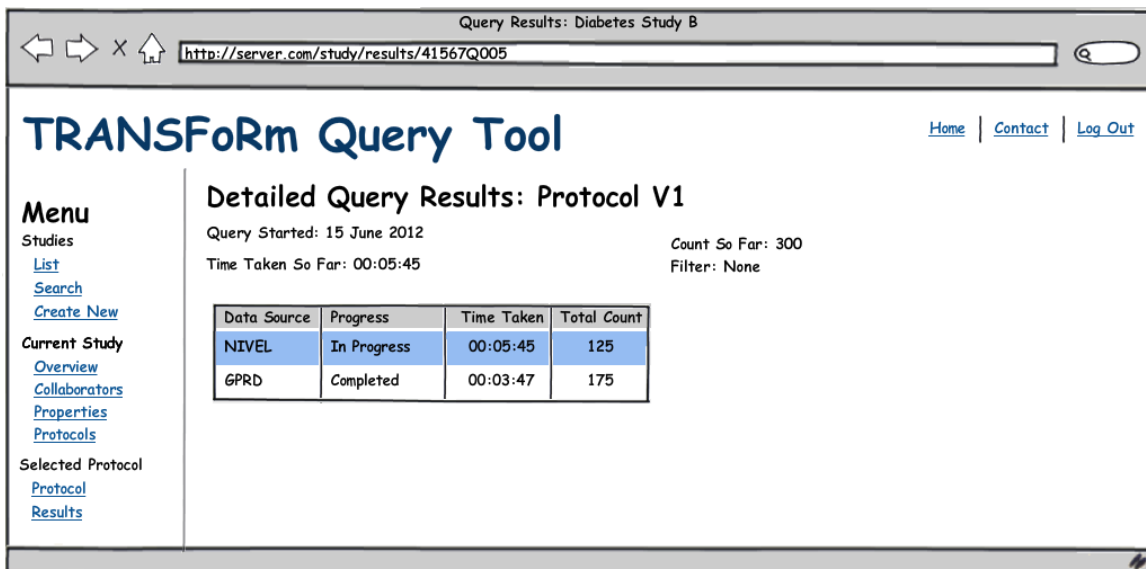 Query Results: Diabetes Study B
http://server.com/study/results/41567Q005
TRANSFoRm Query Tool
Home | Contact | Log Out
Menu
Studies
List
Search
Create New
Current Study
Overview
Collaborators
Properties
Protocols
Selected Protocol
Protocol
Results
Detailed Query Results: Protocol V1
Query Started: 15 June 2012
Time Taken So Far: 00:05:45
Count So Far: 300
Filter: None
Data Source Progress Time Taken Total Count
NIVEL In Progress 00:05:45 125
GPRD Completed 00:03:47 175